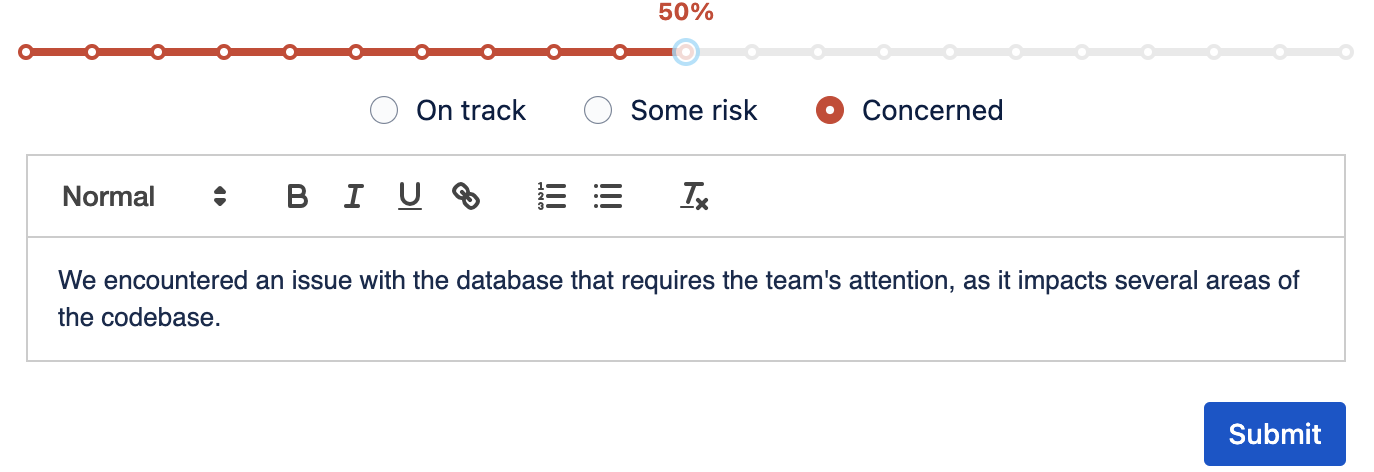 50%
On track Some risk Concerned
Normal B I U
We encountered an issue with the database that requires the team's attention, as it impacts several areas of
the codebase.
Submit